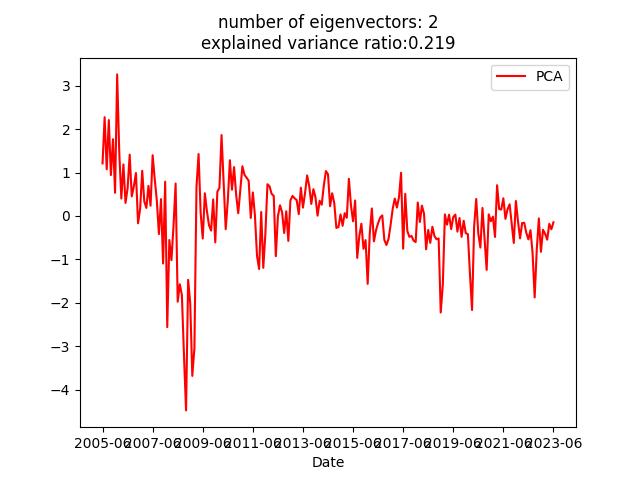 number of eigenvectors: 2
explained variance ratio:0.219
PCA
3
2
1
0
−1
−2
−3
−4
2005-06 2007-06 2009-06 2011-06 2013-06 2015-06 2017-06 2019-06 2021-06 2023-06
Date